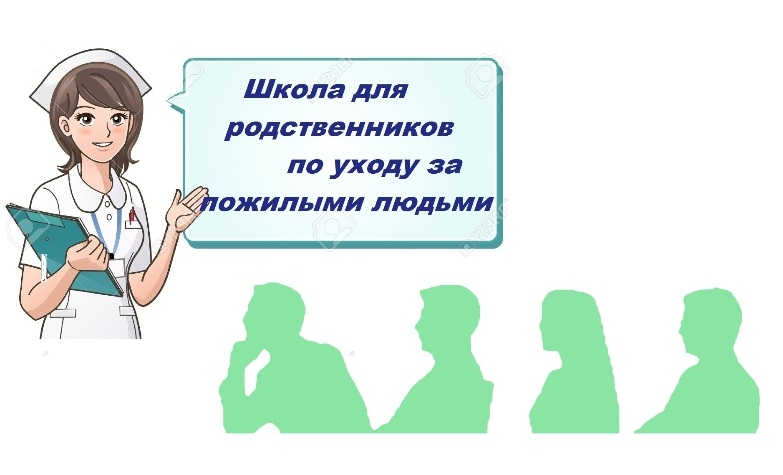 Школа для
родственников
по уходу за
пожилыми людьми